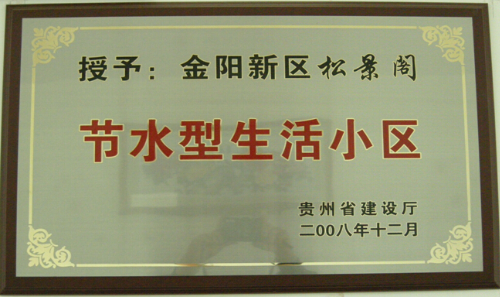 授予：金阳新区松景阁
节水型生活小区
贵州省建设厅
二00八年十二月